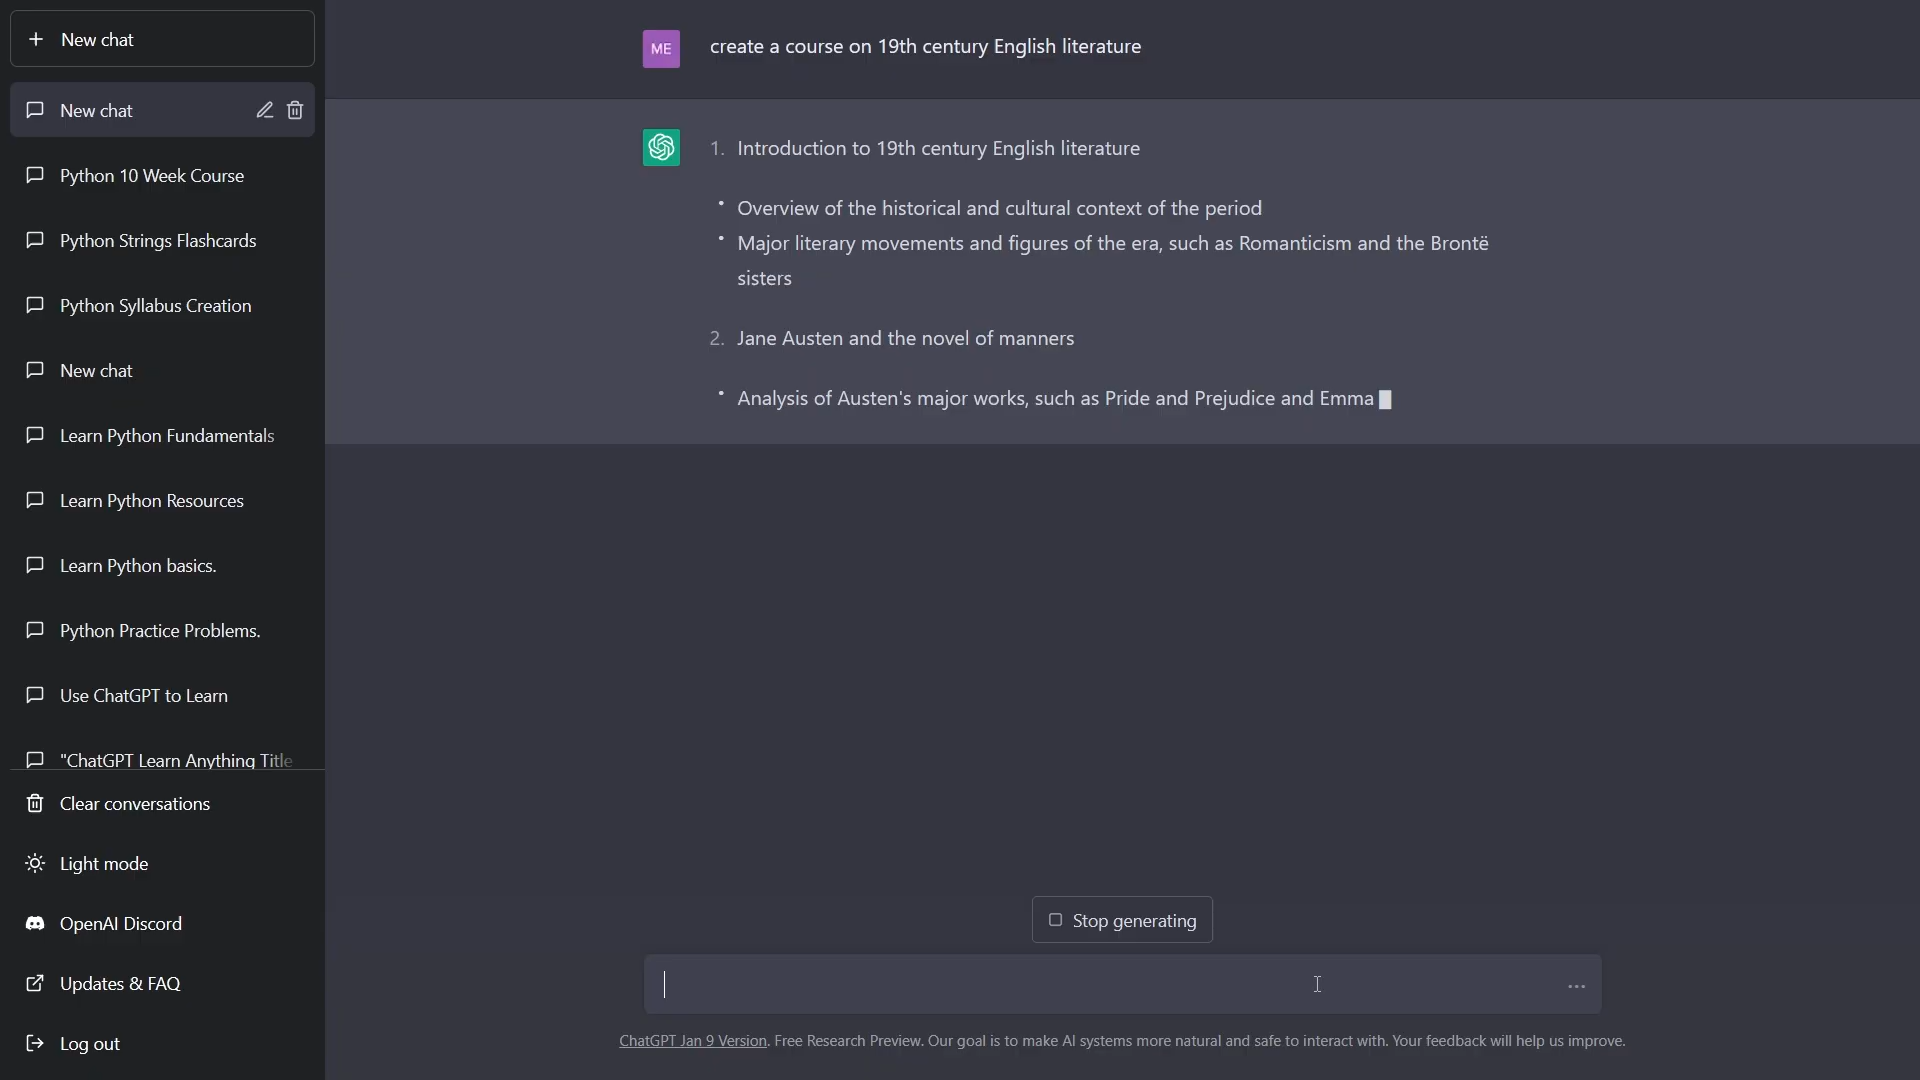 New chat
New chat
Python 10 Week Course
Python Strings Flashcards
Python Syllabus Creation
New chat
Learn Python Fundamentals
Learn Python Resources
Learn Python basics.
Python Practice Problems.
Use ChatGPT to Learn
"ChatGPT Learn Anything Title
Clear conversations
Light mode
OpenAI Discord
Updates & FAQ
Log out
ME
create a course on 19th century English literature
1. Introduction to 19th century English literature
• Overview of the historical and cultural context of the period
• Major literary movements and figures of the era, such as Romanticism and the Brontë
sisters
2. Jane Austen and the novel of manners
• Analysis of Austen's major works, such as Pride and Prejudice and Emma
Stop generating
...
ChatGPT Jan 9 Version. Free Research Preview. Our goal is to make AI systems more natural and safe to interact with. Your feedback will help us improve.